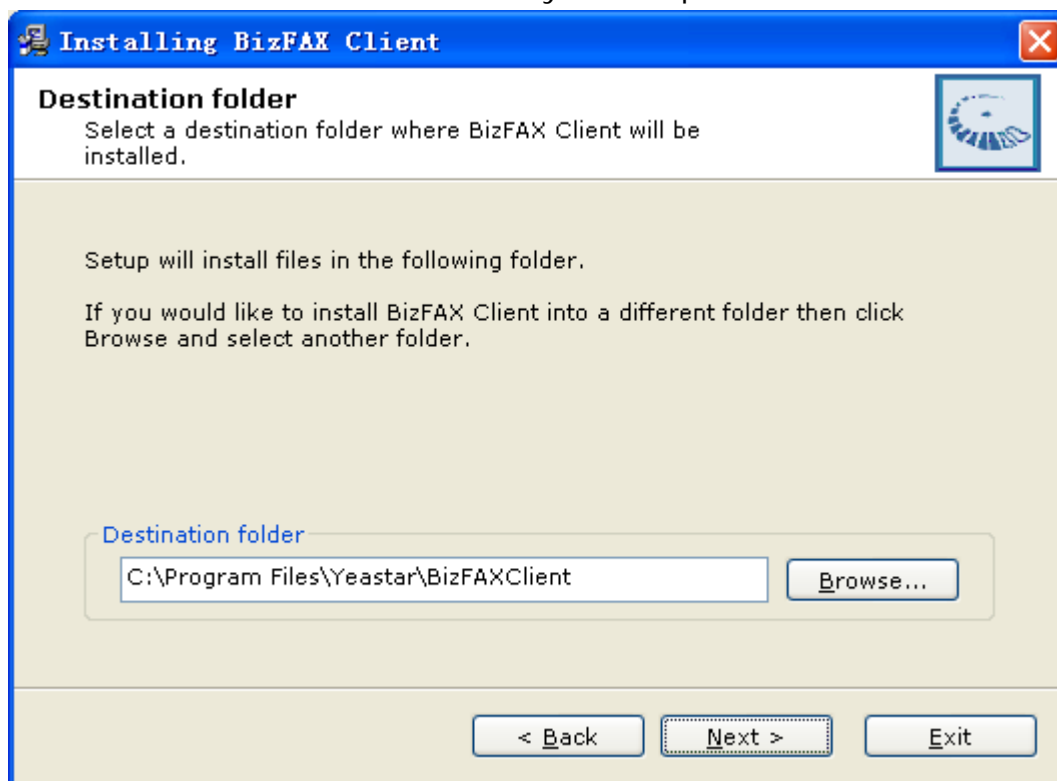 Installing BizFAX Client
Destination folder
Select a destination folder where BizFAX Client will be
installed.
Setup will install files in the following folder.
If you would like to install BizFAX Client into a different folder then click
Browse and select another folder.
Destination folder
C:\Program Files\Yeastar\BizFAXClient
Browse...
< Back
Next >
Exit